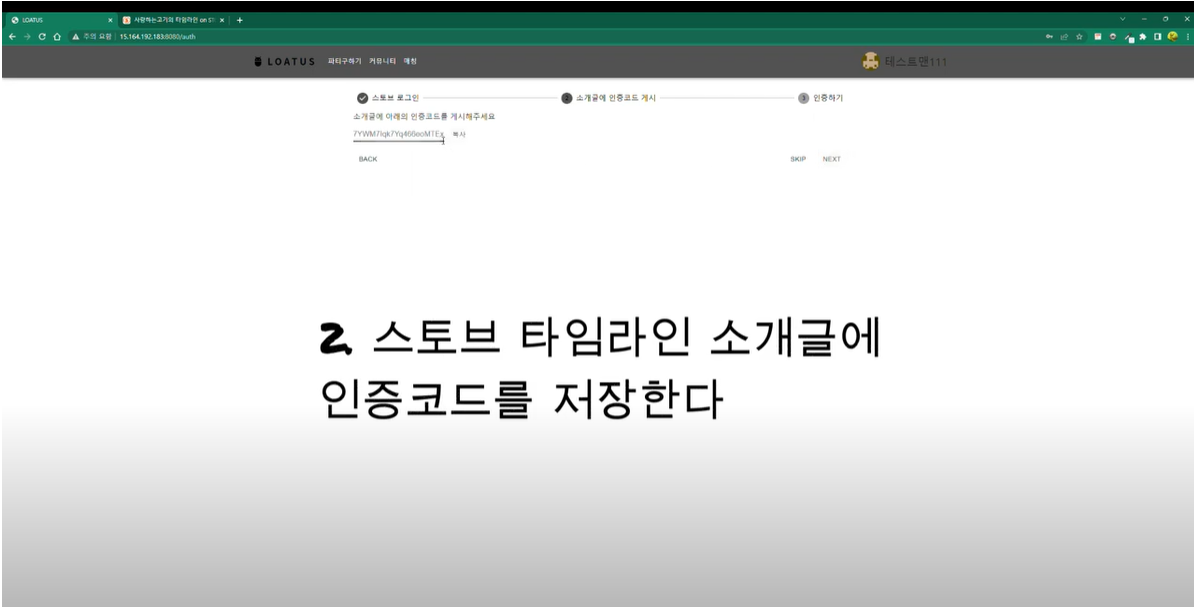 LOATUS
사랑하는고기의 타임라인 on ST
주의 요함 15.164.192.183:8080/auth
LOATUS 파티구하기 커뮤니티 매칭 테스트맨111
스토브 로그인 2 소개글에 인증코드 게시 3 인증하기
소개글에 아래의 인증코드를 게시해주세요
복사
BACK SKIP NEXT
2. 스토브 타임라인 소개글에
인증코드를 저장한다